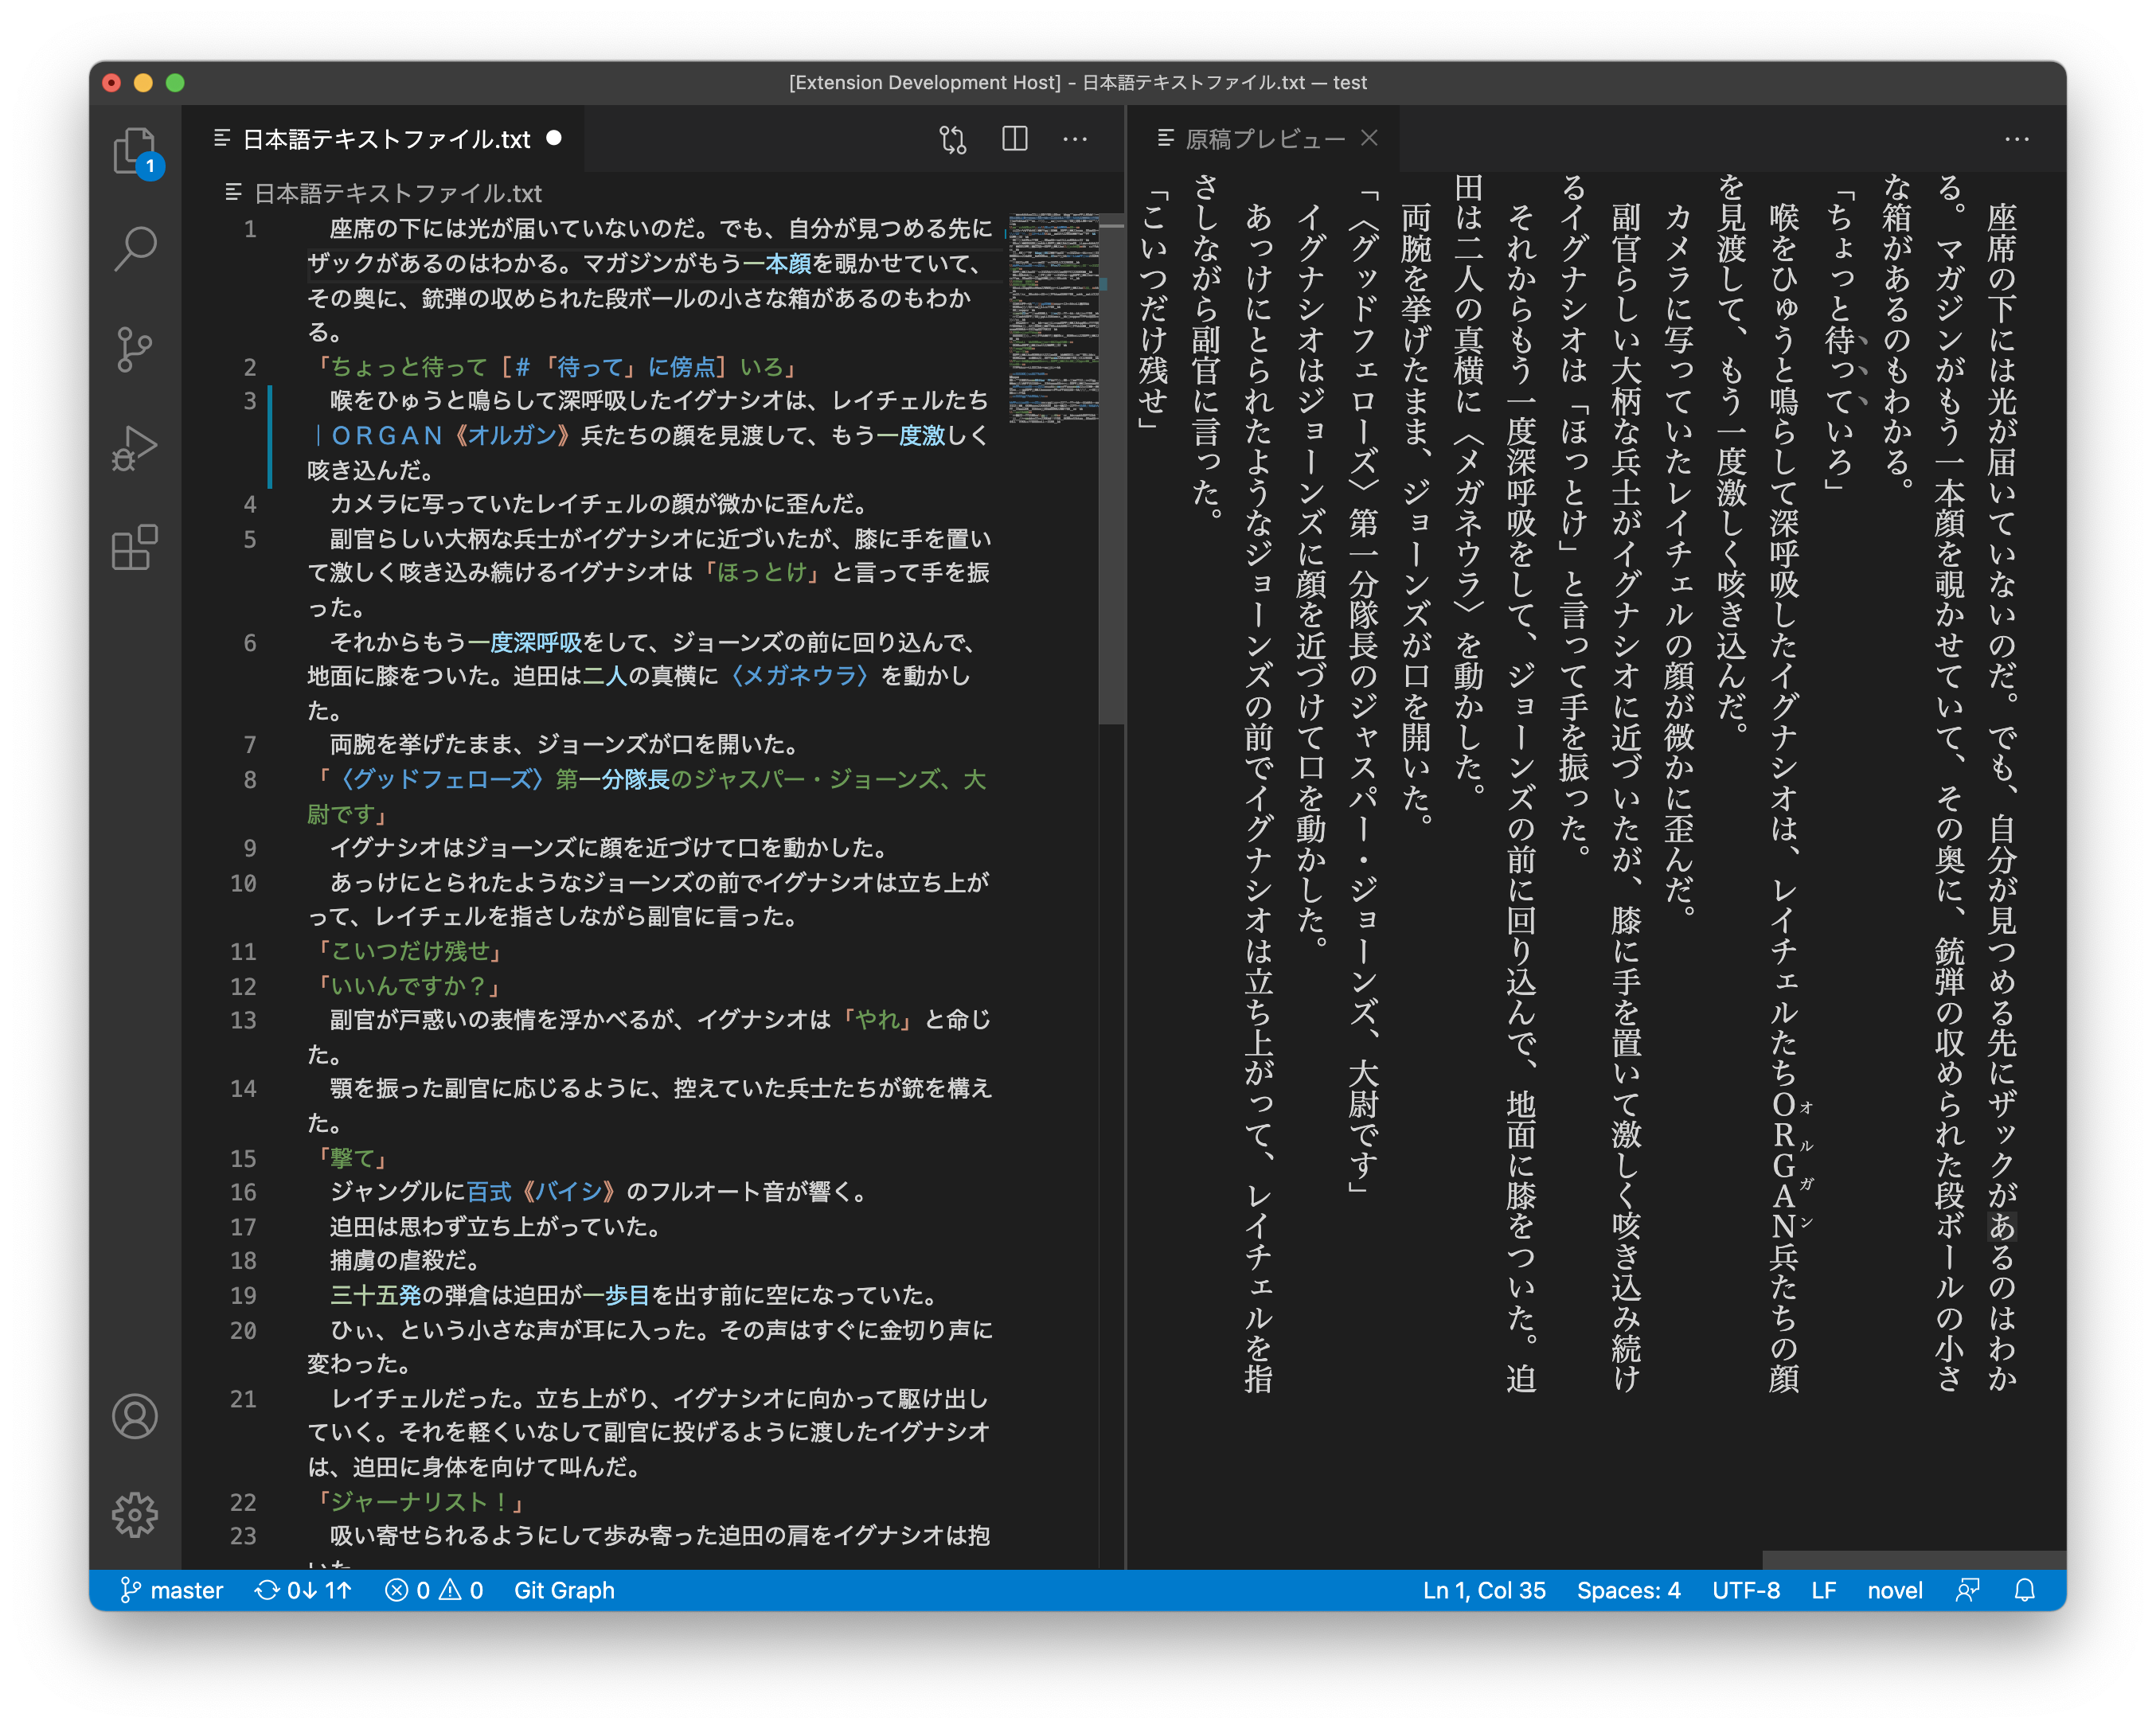 [Extension Development Host] - 日本語テキストファイル.txt — test
1
日本語テキストファイル.txt
日本語テキストファイル.txt
1
　座席の下には光が届いていないのだ。でも、自分が見つめる先に
ザックがあるのはわかる。マガジンがもう一本顔を覗かせていて、
その奥に、銃弾の収められた段ボールの小さな箱があるのもわか
る。
2
「ちょっと待って［＃「待って」に傍点］いろ」
3
　喉をひゅうと鳴らして深呼吸したイグナシオは、レイチェルたち
｜ＯＲＧＡＮ《オルガン》兵たちの顔を見渡して、もう一度激しく
咳き込んだ。
4
　カメラに写っていたレイチェルの顔が微かに歪んだ。
5
　副官らしい大柄な兵士がイグナシオに近づいたが、膝に手を置い
て激しく咳き込み続けるイグナシオは「ほっとけ」と言って手を振
った。
6
　それからもう一度深呼吸をして、ジョーンズの前に回り込んで、
地面に膝をついた。迫田は二人の真横に〈メガネウラ〉を動かし
た。
7
　両腕を挙げたまま、ジョーンズが口を開いた。
8
「〈グッドフェローズ〉第一分隊長のジャスパー・ジョーンズ、大
尉です」
9
　イグナシオはジョーンズに顔を近づけて口を動かした。
10
　あっけにとられたようなジョーンズの前でイグナシオは立ち上が
って、レイチェルを指さしながら副官に言った。
11
「こいつだけ残せ」
12
「いいんですか？」
13
　副官が戸惑いの表情を浮かべるが、イグナシオは「やれ」と命じ
た。
14
　顎を振った副官に応じるように、控えていた兵士たちが銃を構え
た。
15
「撃て」
16
　ジャングルに百式《バイシ》のフルオート音が響く。
17
　迫田は思わず立ち上がっていた。
18
　捕虜の虐殺だ。
19
　三十五発の弾倉は迫田が一歩目を出す前に空になっていた。
20
　ひぃ、という小さな声が耳に入った。その声はすぐに金切り声に
変わった。
21
　レイチェルだった。立ち上がり、イグナシオに向かって駆け出し
ていく。それを軽くいなして副官に投げるように渡したイグナシオ
は、迫田に身体を向けて叫んだ。
22
「ジャーナリスト！」
23
　吸い寄せられるようにして歩み寄った迫田の肩をイグナシオは抱
原稿プレビュー
　座席の下には光が届いていないのだ。でも、自分が見つめる先にザックがあるのはわか
る。マガジンがもう一本顔を覗かせていて、その奥に、銃弾の収められた段ボールの小さ
な箱があるのもわかる。
「ちょっと待っていろ」
　喉をひゅうと鳴らして深呼吸したイグナシオは、レイチェルたちＯＲＧＡＮ兵たちの顔
オルガン
を見渡して、もう一度激しく咳き込んだ。
　カメラに写っていたレイチェルの顔が微かに歪んだ。
　副官らしい大柄な兵士がイグナシオに近づいたが、膝に手を置いて激しく咳き込み続け
るイグナシオは「ほっとけ」と言って手を振った。
　それからもう一度深呼吸をして、ジョーンズの前に回り込んで、地面に膝をついた。迫
田は二人の真横に〈メガネウラ〉を動かした。
　両腕を挙げたまま、ジョーンズが口を開いた。
「〈グッドフェローズ〉第一分隊長のジャスパー・ジョーンズ、大尉です」
　イグナシオはジョーンズに顔を近づけて口を動かした。
　あっけにとられたようなジョーンズの前でイグナシオは立ち上がって、レイチェルを指
さしながら副官に言った。
「こいつだけ残せ」
master 0↓ 1↑ 0 0 Git Graph
Ln 1, Col 35 Spaces: 4 UTF-8 LF novel